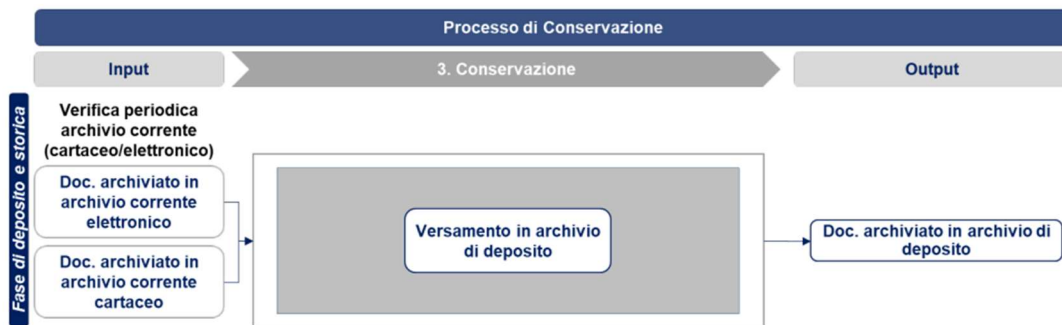 Processo di Conservazione
Input
3. Conservazione
Output
Fase di deposito e storica
Verifica periodica
archivio corrente
(cartaceo/elettronico)
Doc. archiviato in
archivio corrente
elettronico
Doc. archiviato in
archivio corrente
cartaceo
Versamento in archivio
di deposito
Doc. archiviato in archivio di
deposito